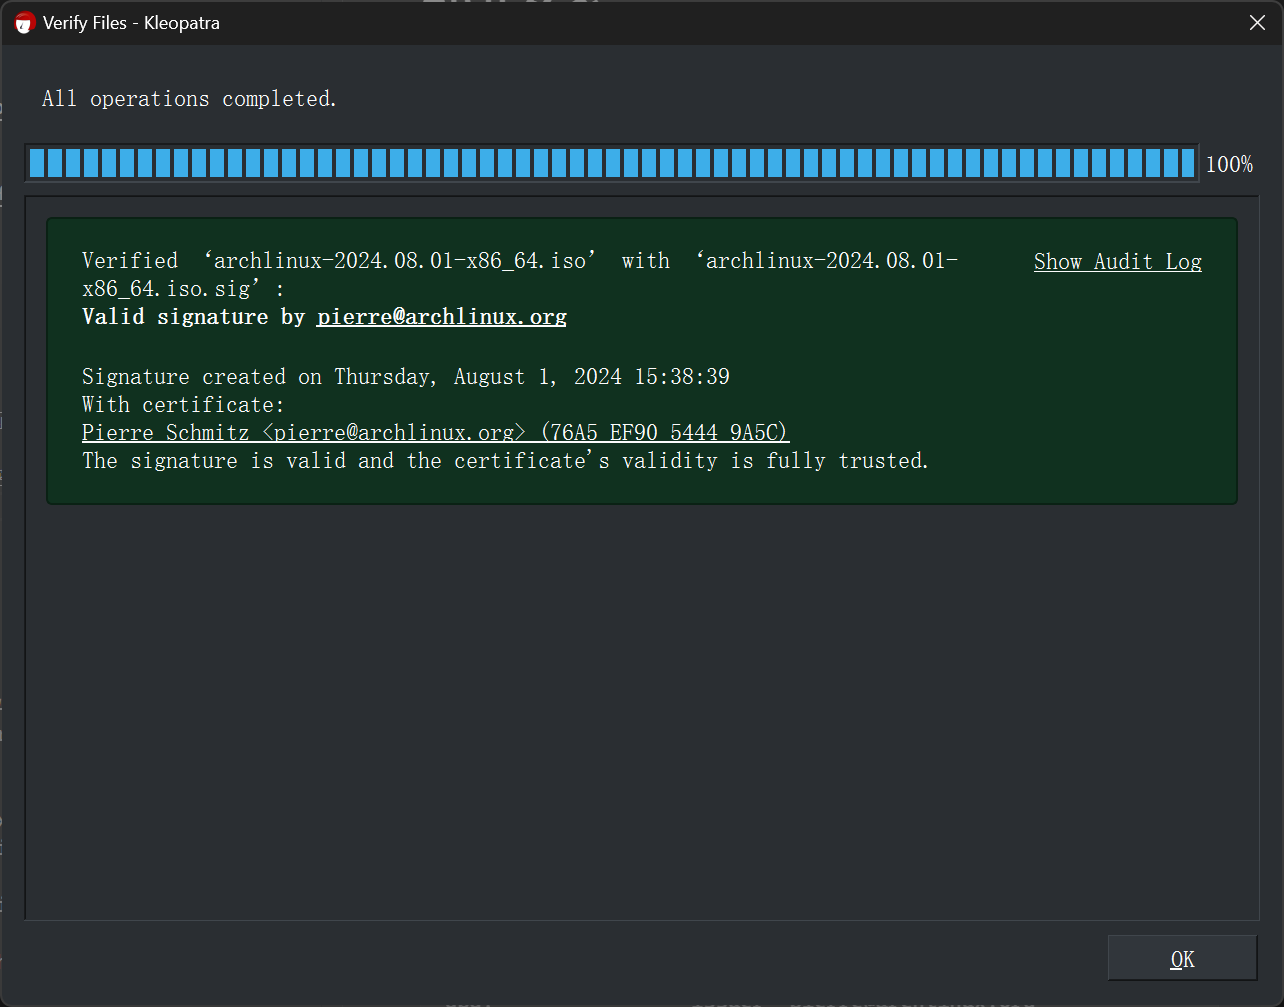 Verify Files - Kleopatra
All operations completed.
100%
Verified ‘archlinux-2024.08.01-x86_64.iso’ with ‘archlinux-2024.08.01-
x86_64.iso.sig’:
Show Audit Log
Valid signature by pierre@archlinux.org
Signature created on Thursday, August 1, 2024 15:38:39
With certificate:
Pierre Schmitz <pierre@archlinux.org> (76A5 EF90 5444 9A5C)
The signature is valid and the certificate's validity is fully trusted.
OK